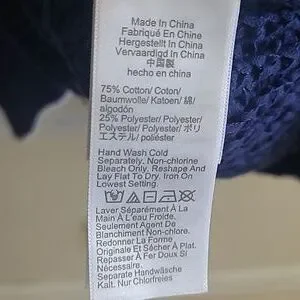 Made In China
Fabriqué En China
Hergestellt In China
Vervaardigd In China
中国製
hecho en china
75% Cotton/ Coton/
Baumwolle/ Katoen/ 綿/
algodón
25% Polyester/ Polyester/
Polyester/ Polyester/ ポリ
エステル/ poliéster
Hand Wash Cold
Separately. Non-chlorine
Bleach Only. Reshape And
Lay Flat To Dry. Iron On
Lowest Setting.
Laver Séparément À La
Main À L'eau Froide.
Seulement Agent De
Blanchiment Non-chlore.
Redonner La Forme
Originale Et Sécher À Plat.
Repasser À Fer Doux Si
Nécessaire.
Separate Handwäsche
Kalt. Nur Chlorfreies